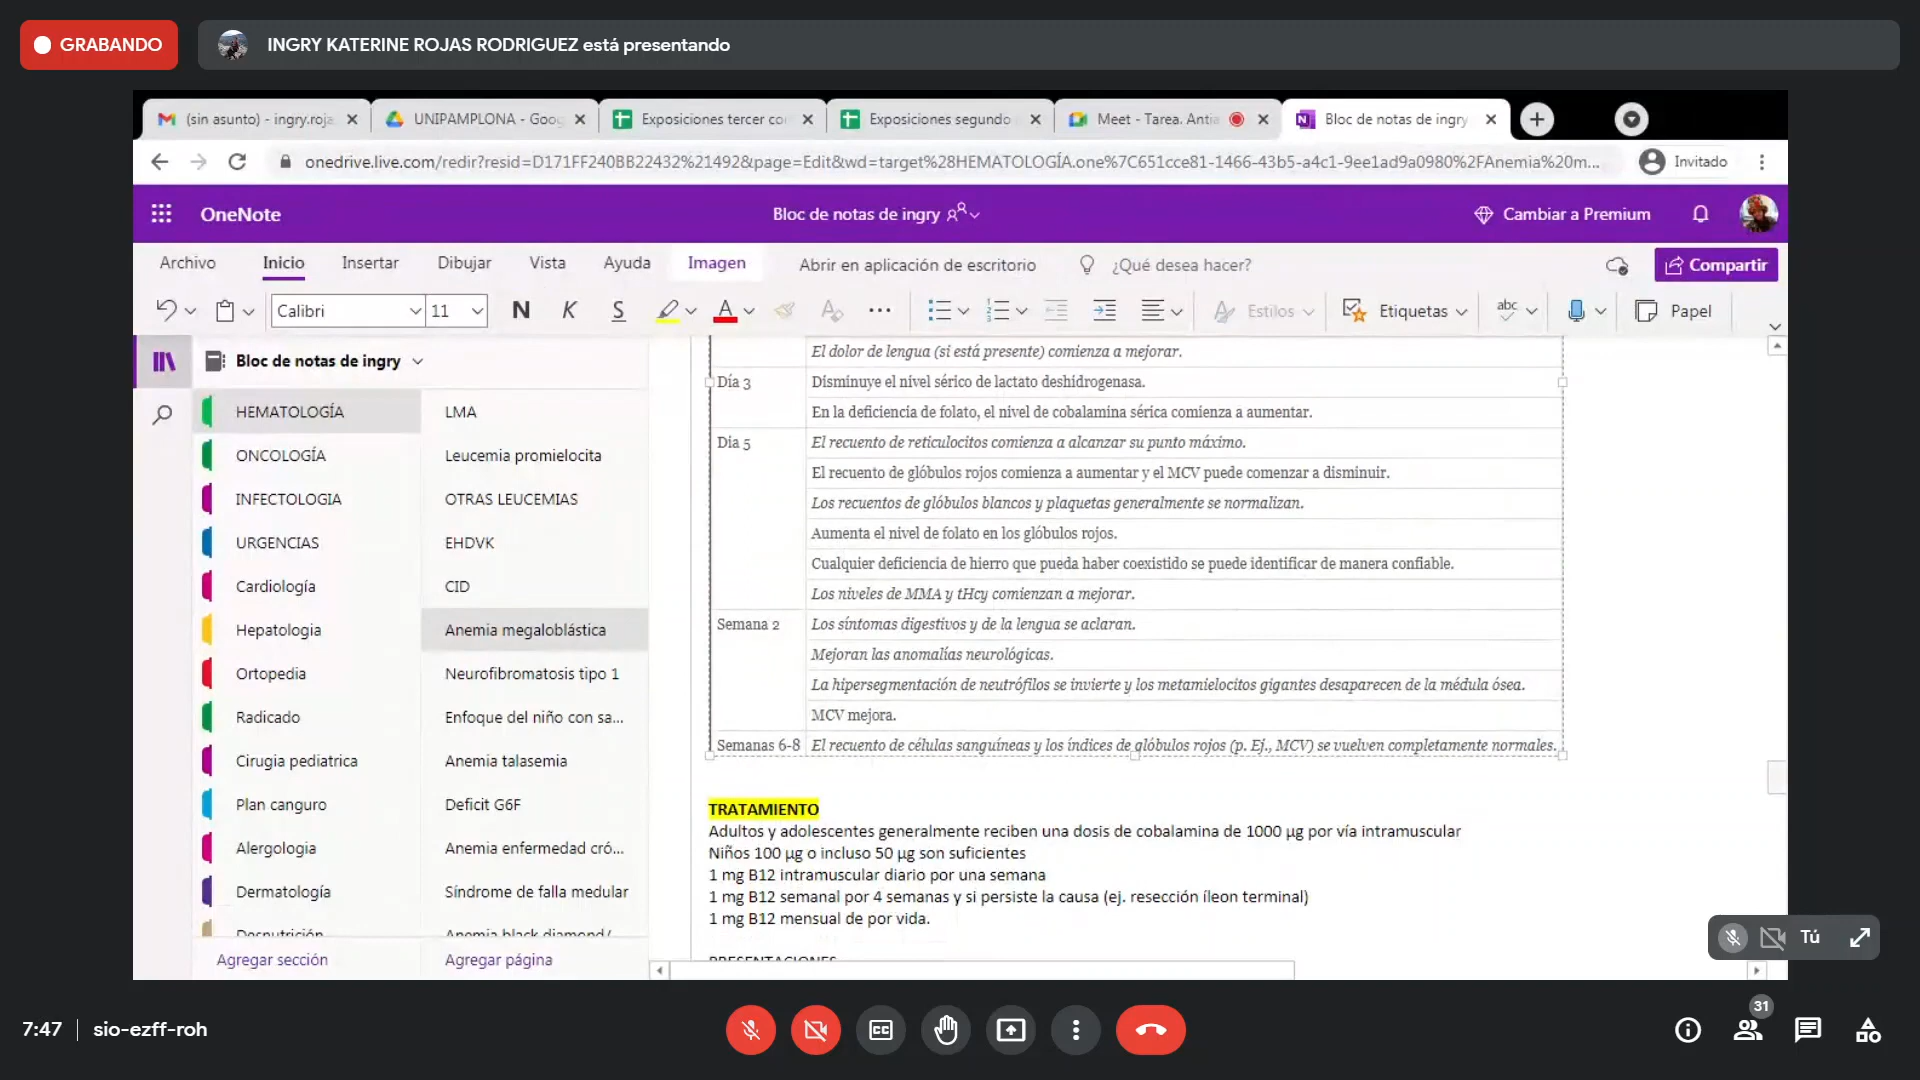 GRABANDO
INGRY KATERINE ROJAS RODRIGUEZ está presentando
(sin asunto) - ingry.roja
UNIPAMPLONA - Goog
Exposiciones tercer co
Exposiciones segundo
Meet - Tarea. Antia
Bloc de notas de ingry
onedrive.live.com/redir?resid=D171FF240BB22432%21492&page=Edit&wd=target%28HEMATOLOGÍA.one%7C651cce81-1466-43b5-a4c1-9ee1ad9a0980%2FAnemia%20m...
Invitado
OneNote
Bloc de notas de ingry
Cambiar a Premium
Archivo
Inicio
Insertar
Dibujar
Vista
Ayuda
Imagen
Abrir en aplicación de escritorio
¿Qué desea hacer?
Compartir
Calibri
11
N
K
S
A
Estilos
Etiquetas
abc
Papel
Bloc de notas de ingry
HEMATOLOGÍA
ONCOLOGÍA
INFECTOLOGIA
URGENCIAS
Cardiología
Hepatologia
Ortopedia
Radicado
Cirugia pediatrica
Plan canguro
Alergologia
Dermatología
Desnutrición
Agregar sección
LMA
Leucemia promielocita
OTRAS LEUCEMIAS
EHDVK
CID
Anemia megaloblástica
Neurofibromatosis tipo 1
Enfoque del niño con sa...
Anemia talasemia
Deficit G6F
Anemia enfermedad cró...
Síndrome de falla medular
Anemia black diamond/
Agregar página
El dolor de lengua (si está presente) comienza a mejorar.
Día 3 Disminuye el nivel sérico de lactato deshidrogenasa.
En la deficiencia de folato, el nivel de cobalamina sérica comienza a aumentar.
Dia 5 El recuento de reticulocitos comienza a alcanzar su punto máximo.
El recuento de glóbulos rojos comienza a aumentar y el MCV puede comenzar a disminuir.
Los recuentos de glóbulos blancos y plaquetas generalmente se normalizan.
Aumenta el nivel de folato en los glóbulos rojos.
Cualquier deficiencia de hierro que pueda haber coexistido se puede identificar de manera confiable.
Los niveles de MMA y tHcy comienzan a mejorar.
Semana 2 Los síntomas digestivos y de la lengua se aclaran.
Mejoran las anomalías neurológicas.
La hipersegmentación de neutrófilos se invierte y los metamielocitos gigantes desaparecen de la médula ósea.
MCV mejora.
Semanas 6-8 El recuento de células sanguíneas y los índices de glóbulos rojos (p. Ej., MCV) se vuelven completamente normales.
TRATAMIENTO
Adultos y adolescentes generalmente reciben una dosis de cobalamina de 1000 µg por vía intramuscular
Niños 100 µg o incluso 50 µg son suficientes
1 mg B12 intramuscular diario por una semana
1 mg B12 semanal por 4 semanas y si persiste la causa (ej. resección íleon terminal)
1 mg B12 mensual de por vida.
PRESENTACIONES
Tú
7:47
sio-ezff-roh
31